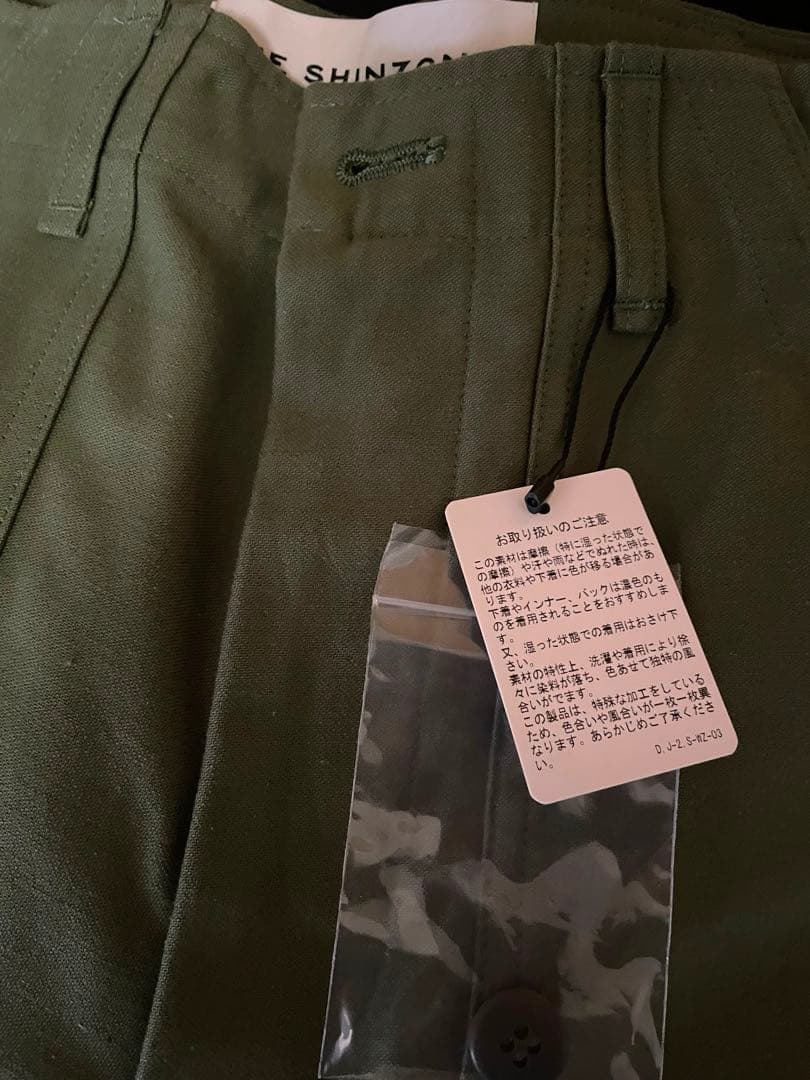 E SHINZON
お取り扱いのご注意
この素材は摩擦（特に湿った状態で
の摩擦）や汗や雨などでぬれた時は、
他の衣料や下着に色が移る場合があ
ります。
下着やインナー、バックは濃色のも
のを着用されることをおすすめしま
す。
又、湿った状態での着用はおさけ下
さい。
素材の特性上、洗濯や着用により徐
々に染料が落ち、色あせて独特の風
合いがでます。
この製品は、特殊な加工をしている
ため、色合いや風合いが一枚一枚異
なります。あらかじめご了承くださ
い。
D.J-2.S-WZ-03